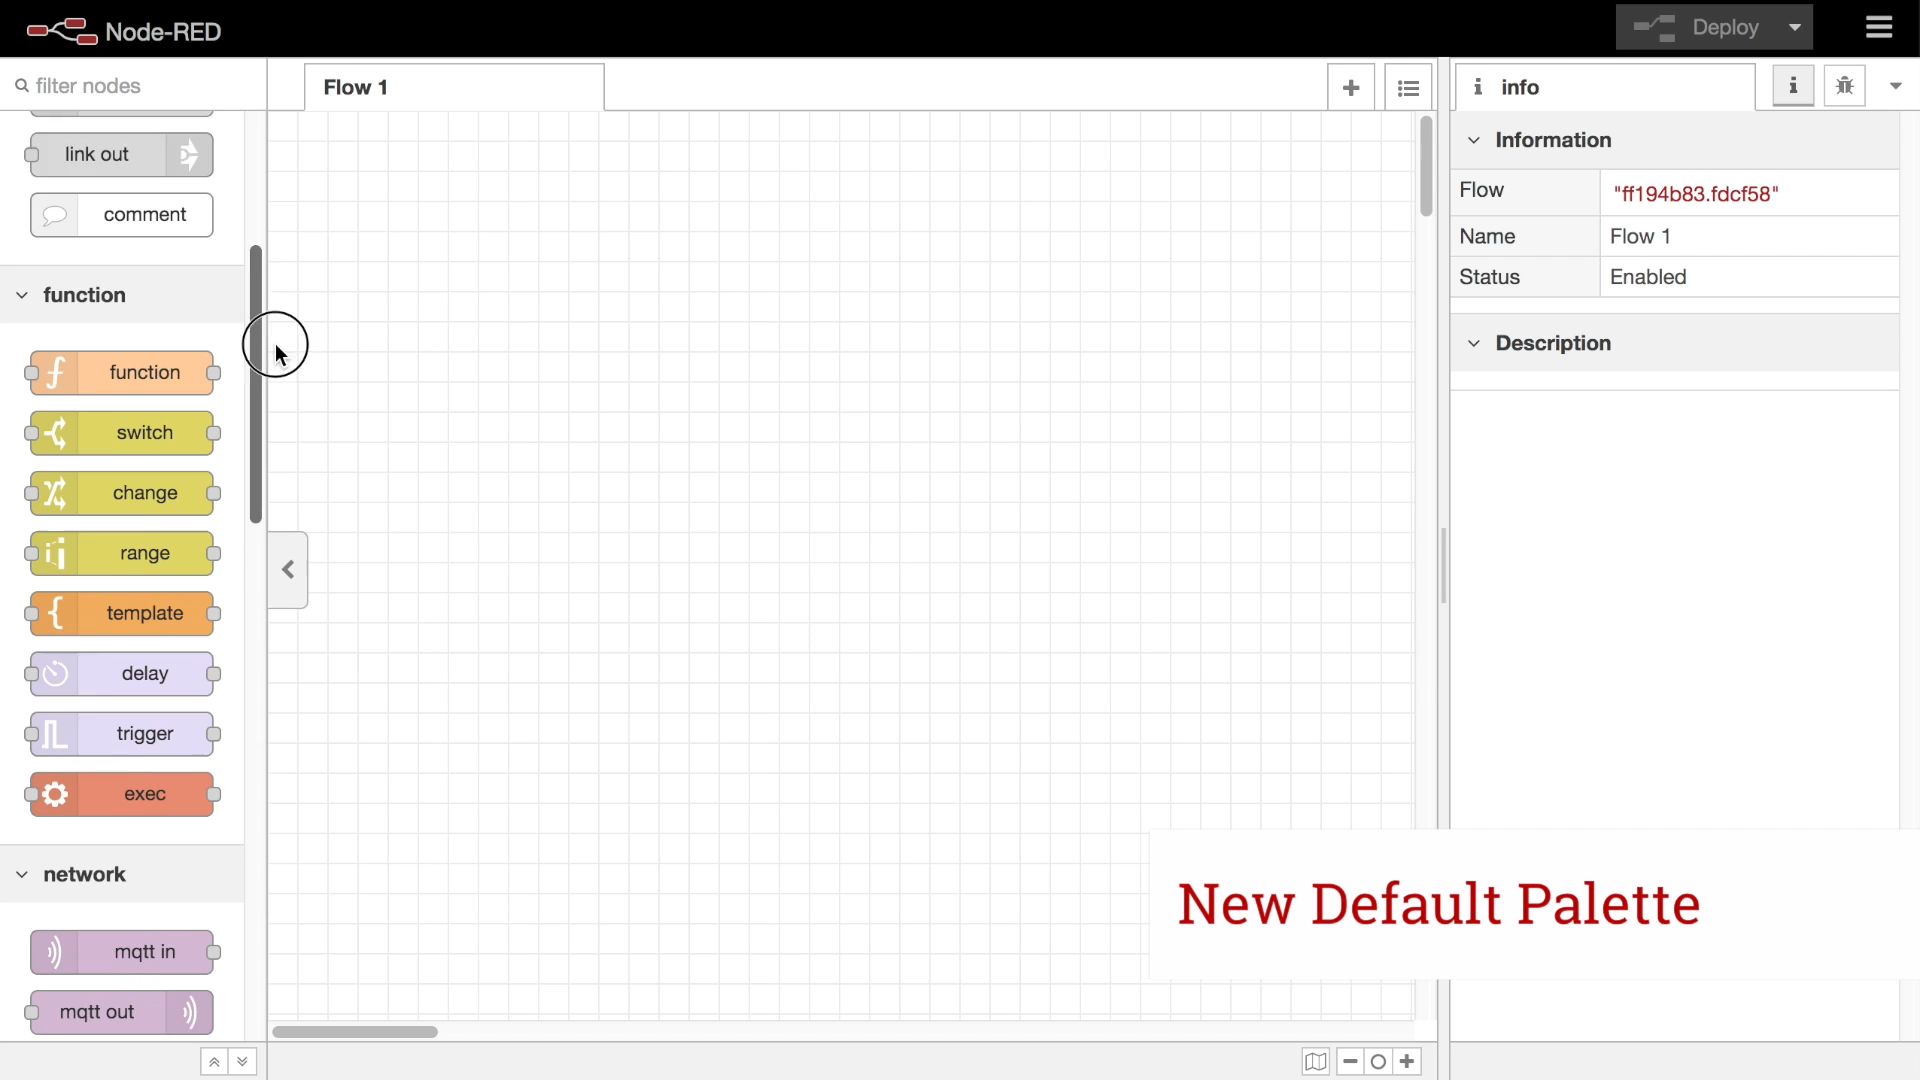 Node-RED
Deploy
filter nodes
Flow 1
info
link out
comment
function
function
switch
change
range
template
delay
trigger
exec
network
mqtt in
mqtt out
Information
Flow "ff194b83.fdcf58"
Name Flow 1
Status Enabled
Description
New Default Palette